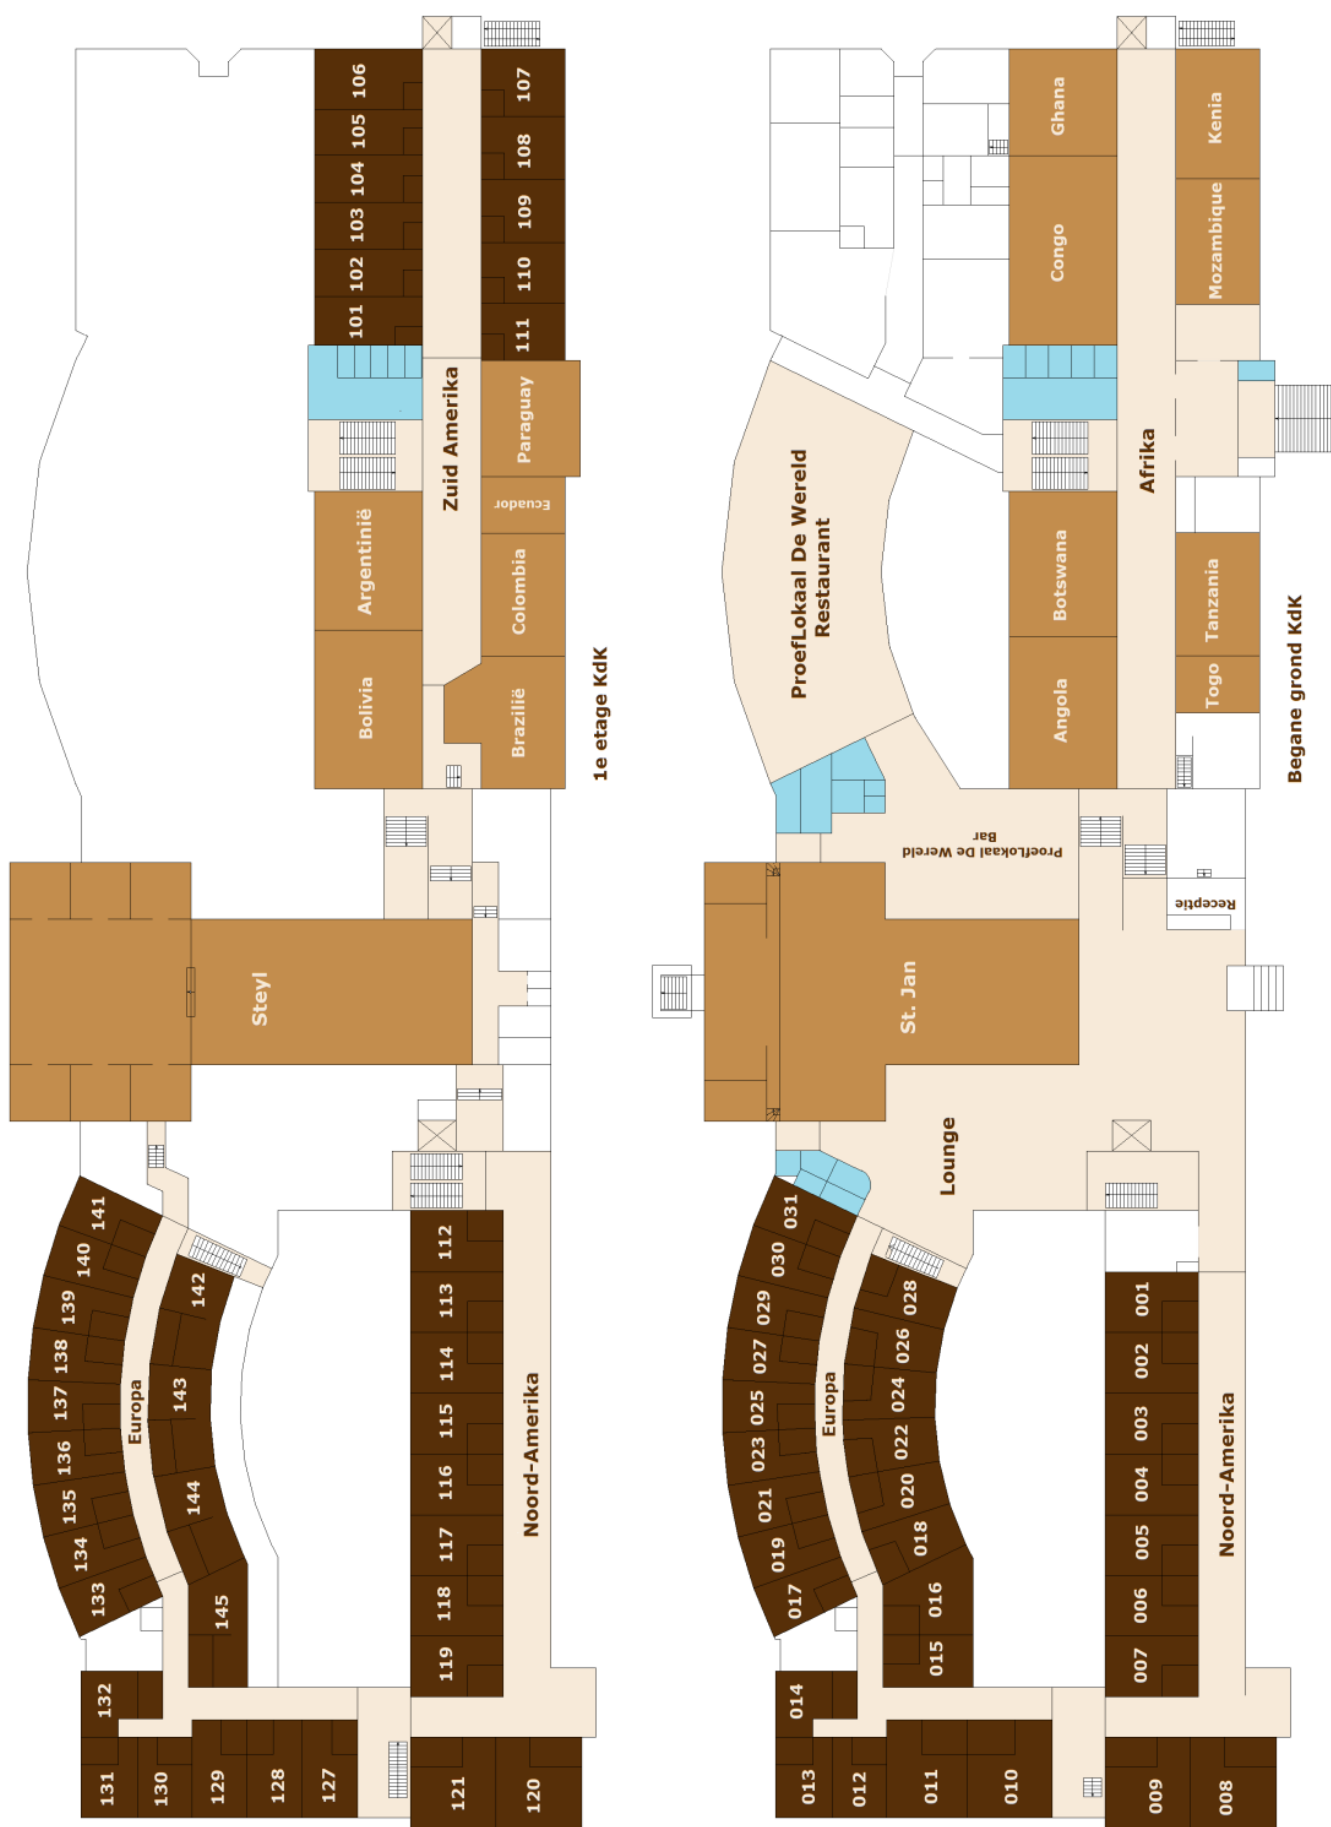 1e etage KdK
Zuid Amerika
106
105
104
103
102
101
107
108
109
110
111
Argentinië
Bolivia
Paraguay
Ecuador
Colombia
Brazilië
Steyl
141
140
139
138
137
136
135
134
133
Europa
142
143
144
145
132
131
130
129
128
127
112
113
114
115
116
117
118
119
Noord-Amerika
121
120
Begane grond KdK
Afrika
Ghana
Congo
Kenia
Mozambique
Botswana
Angola
Tanzania
Togo
ProefLokaal De Wereld
Restaurant
ProefLokaal De Wereld
Bar
Receptie
St. Jan
Lounge
031
030
029
027
025
023
021
019
017
Europa
028
026
024
022
020
018
016
015
014
013
012
011
010
001
002
003
004
005
006
007
Noord-Amerika
009
008